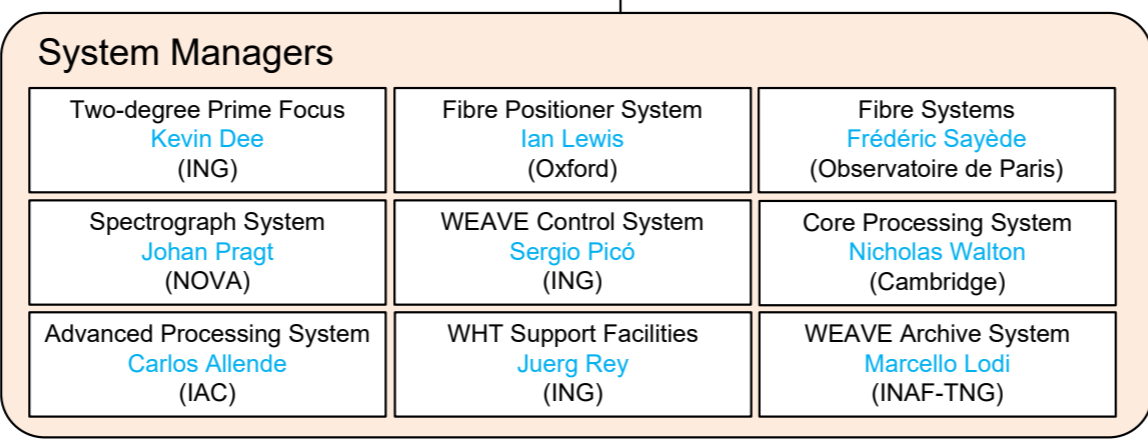 System Managers
Two-degree Prime Focus
Kevin Dee
(ING)
Fibre Positioner System
Ian Lewis
(Oxford)
Fibre Systems
Frédéric Sayède
(Observatoire de Paris)
Spectrograph System
Johan Pragt
(NOVA)
WEAVE Control System
Sergio Picó
(ING)
Core Processing System
Nicholas Walton
(Cambridge)
Advanced Processing System
Carlos Allende
(IAC)
WHT Support Facilities
Juerg Rey
(ING)
WEAVE Archive System
Marcello Lodi
(INAF-TNG)